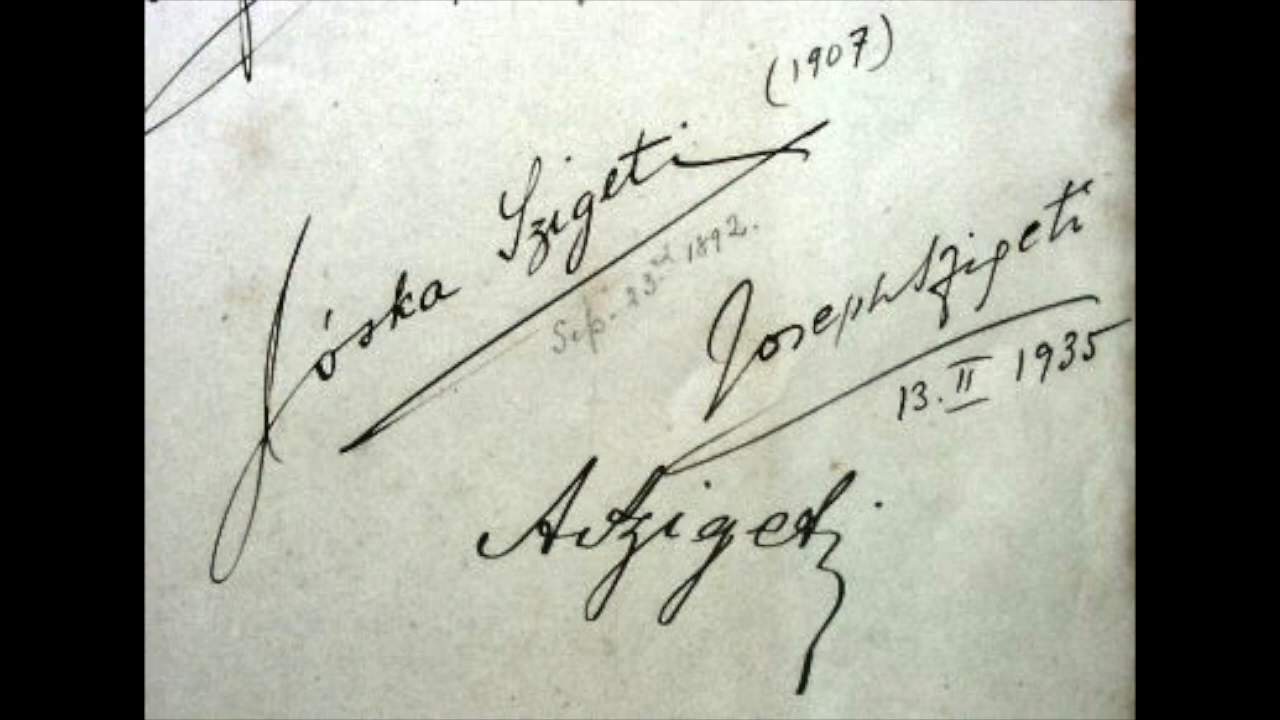 (1907)
Jóska Szigeti
Sep. 23rd 1892.
Joseph Szigeti
13. II 1935
A Szigeti